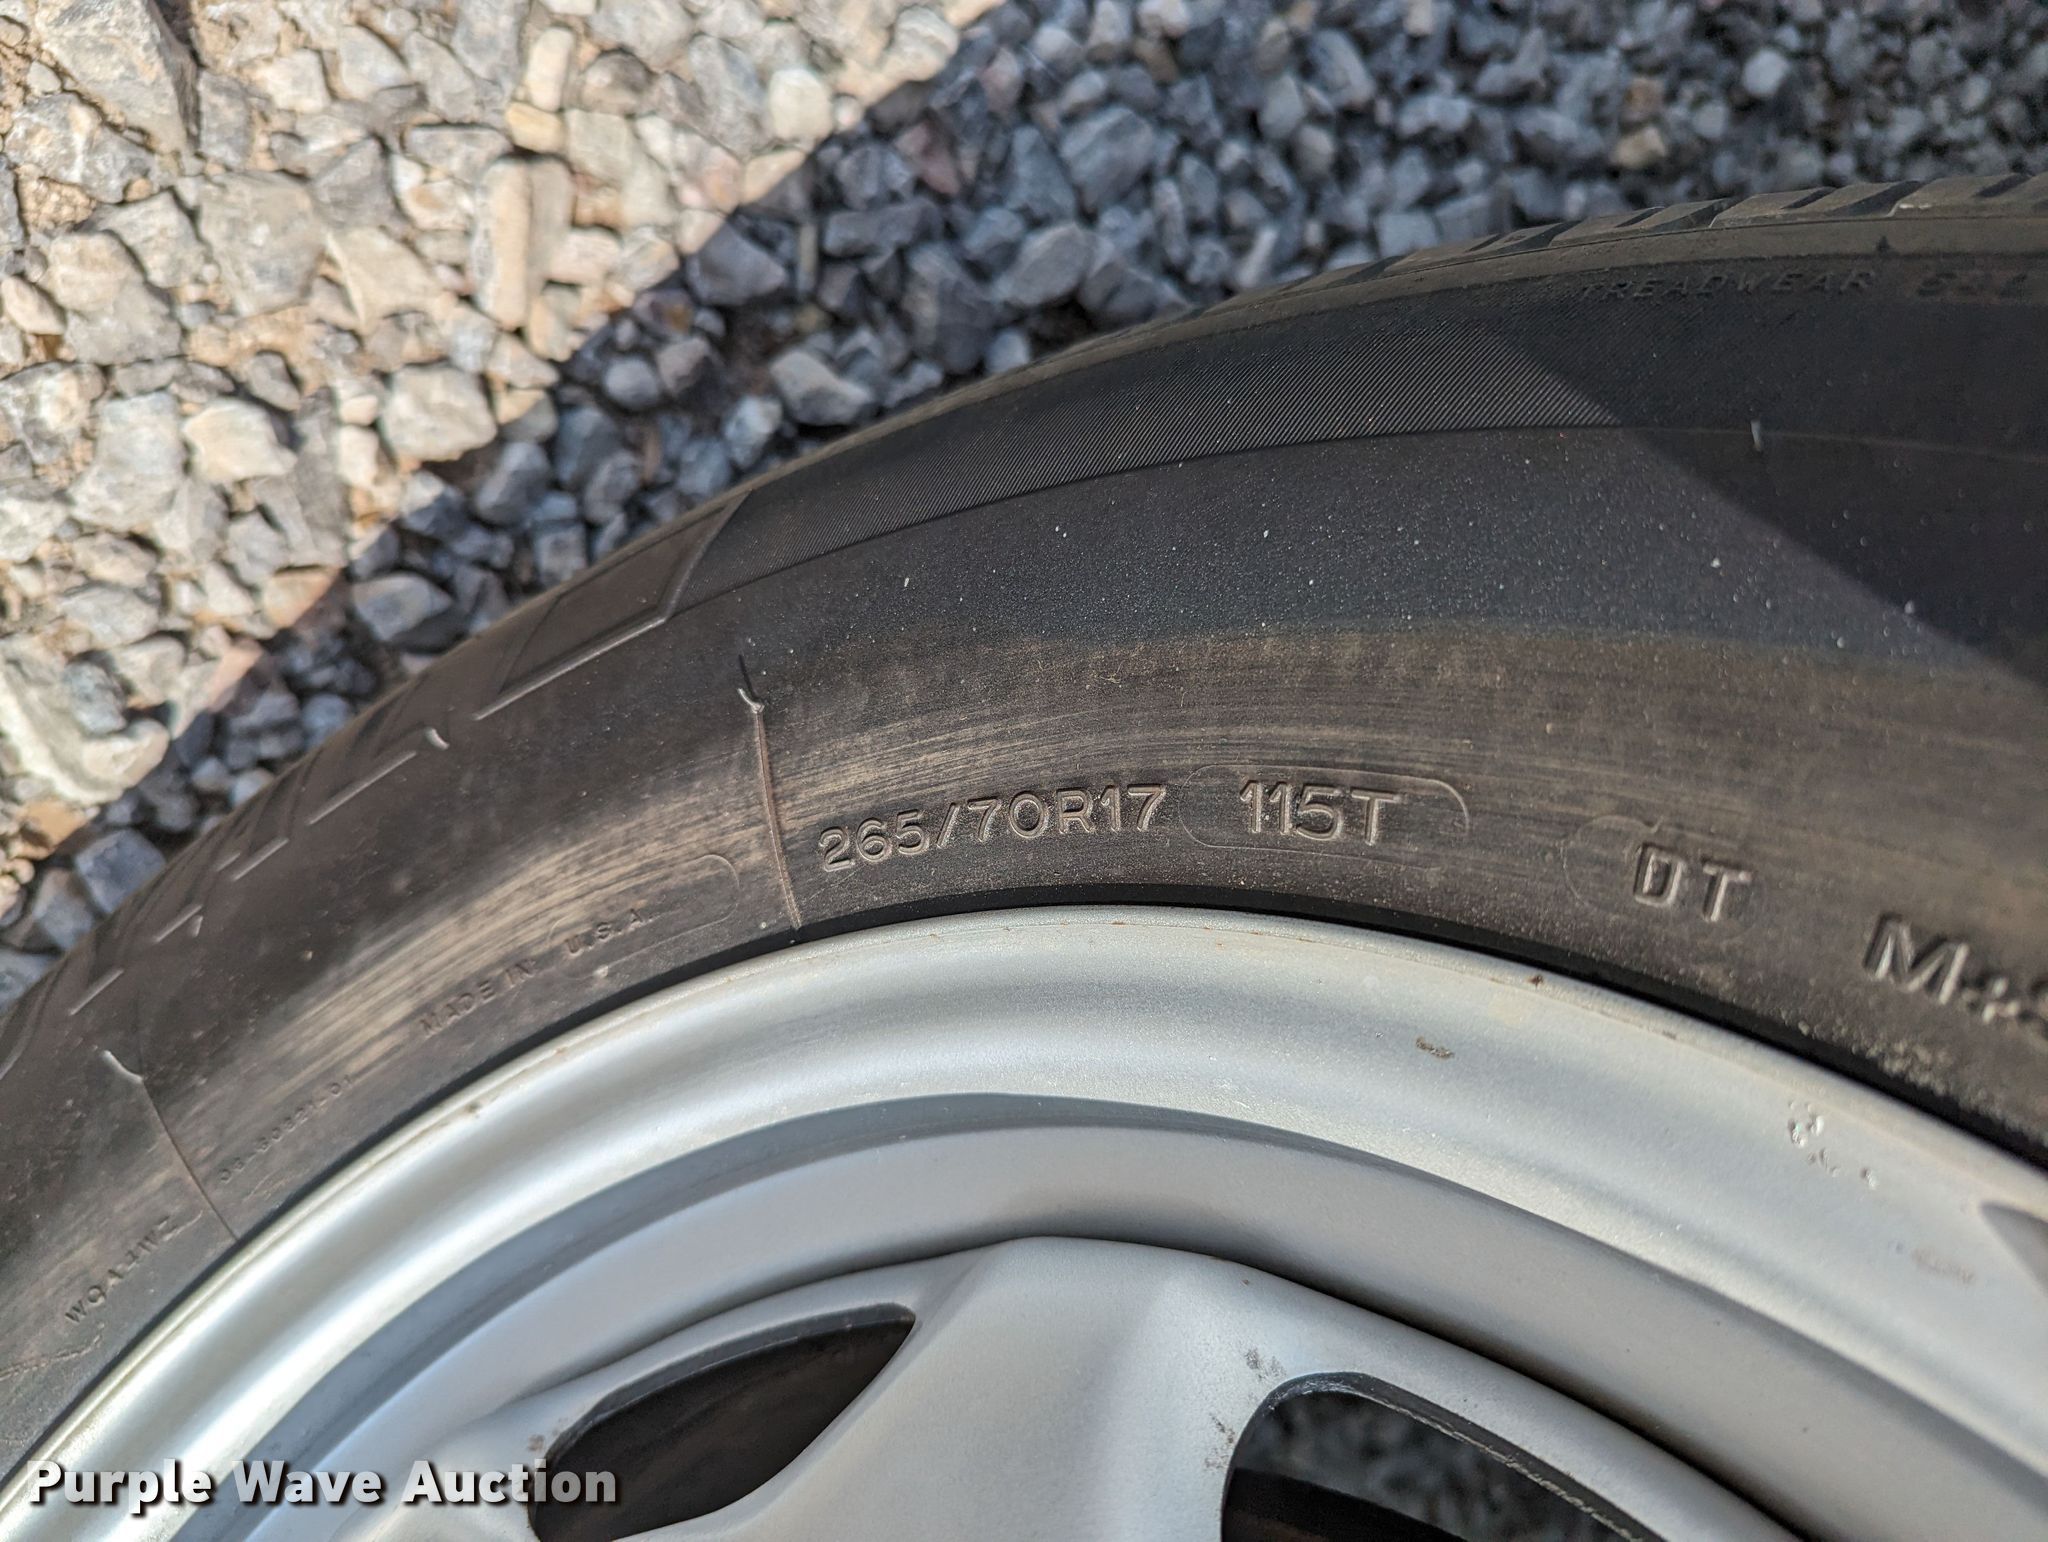 TREADWEAR
265/70R17 115T DT M+S
MADE IN U.S.A.
Purple Wave Auction